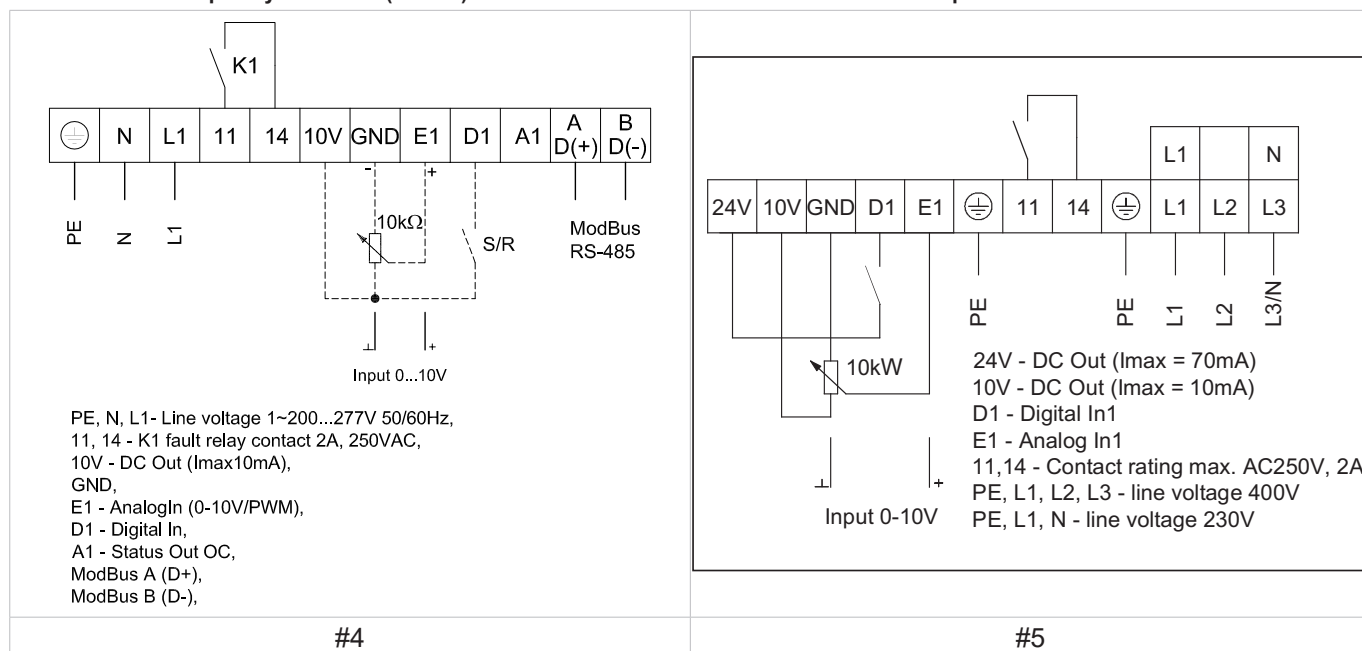 K1
N L1 11 14 10V GND E1 D1 A1 A D(+) B D(-)
- +
PE N L1
10kΩ
S/R
ModBus
RS-485
⊥ +
Input 0...10V
PE, N, L1- Line voltage 1~200...277V 50/60Hz,
11, 14 - K1 fault relay contact 2A, 250VAC,
10V - DC Out (Imax10mA),
GND,
E1 - AnalogIn (0-10V/PWM),
D1 - Digital In,
A1 - Status Out OC,
ModBus A (D+),
ModBus B (D-),
#4
L1 N
24V 10V GND D1 E1 11 14 L1 L2 L3
PE PE L1 L2 L3/N
10kW
⊥ +
Input 0-10V
24V - DC Out (Imax = 70mA)
10V - DC Out (Imax = 10mA)
D1 - Digital In1
E1 - Analog In1
11,14 - Contact rating max. AC250V, 2A
PE, L1, L2, L3 - line voltage 400V
PE, L1, N - line voltage 230V
#5